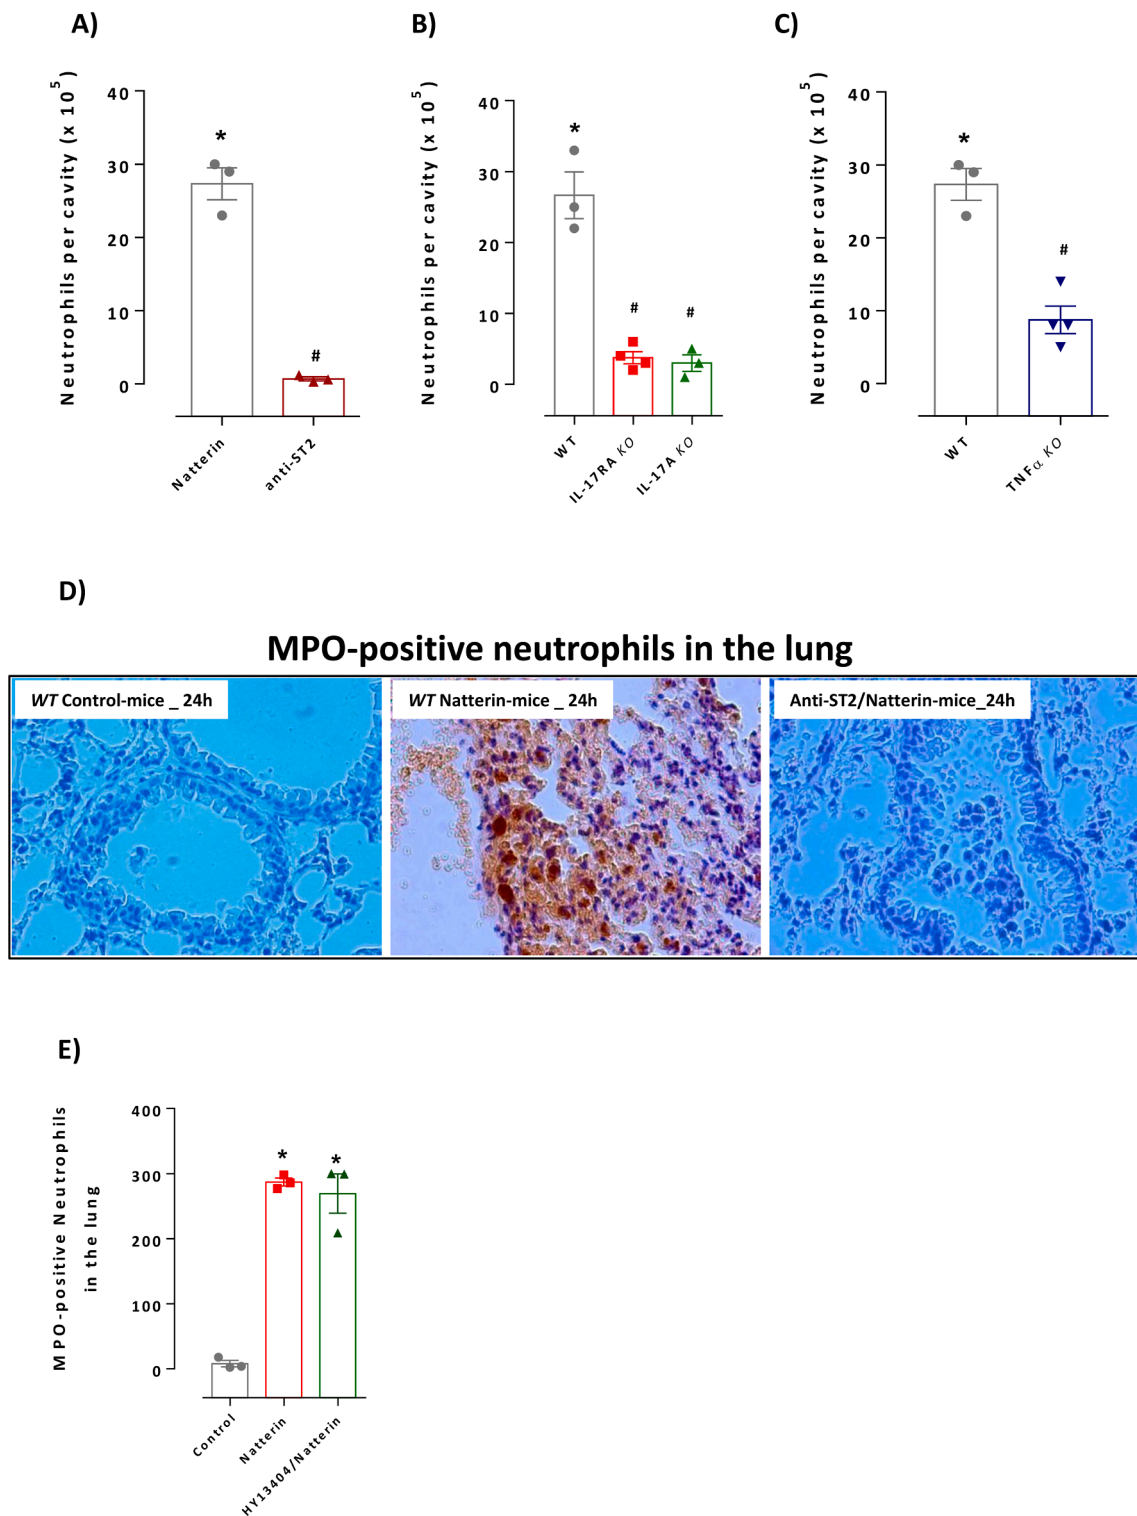 A)
Neutrophils per cavity (x 10^5)
40
30
20
10
0
*
#
Natterin
anti-ST2
B)
Neutrophils per cavity (x 10^5)
40
30
20
10
0
*
#
#
WT
IL-17RA KO
IL-17A KO
C)
Neutrophils per cavity (x 10^5)
40
30
20
10
0
*
#
WT
TNFα KO
D)
MPO-positive neutrophils in the lung
WT Control-mice _ 24h
WT Natterin-mice _ 24h
Anti-ST2/Natterin-mice_24h
E)
MPO-positive Neutrophils
in the lung
400
300
200
100
0
*
*
Control
Natterin
HY13404/Natterin